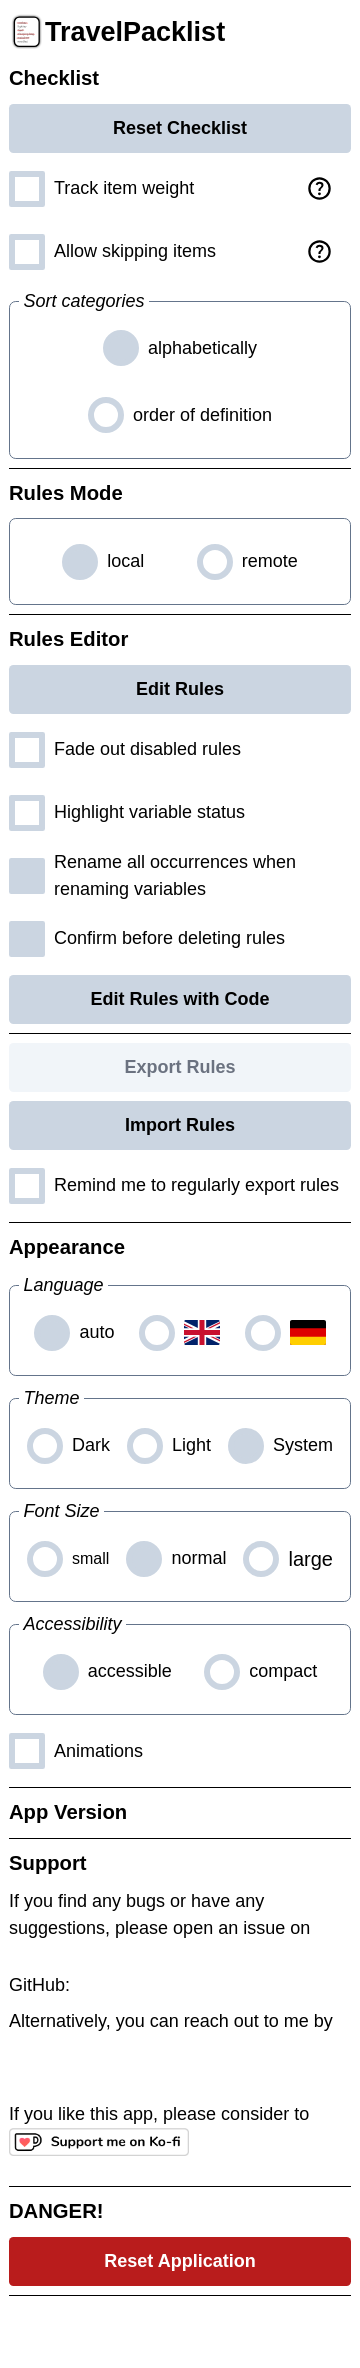 TravelPacklist
Checklist
Reset Checklist
Track item weight
Allow skipping items
Sort categories
alphabetically
order of definition
Rules Mode
local remote
Rules Editor
Edit Rules
Fade out disabled rules
Highlight variable status
Rename all occurrences when
renaming variables
Confirm before deleting rules
Edit Rules with Code
Export Rules
Import Rules
Remind me to regularly export rules
Appearance
Language
auto
Theme
Dark Light System
Font Size
small normal large
Accessibility
accessible compact
Animations
App Version
Support
If you find any bugs or have any
suggestions, please open an issue on
GitHub:
Alternatively, you can reach out to me by
If you like this app, please consider to
Support me on Ko-fi
DANGER!
Reset Application